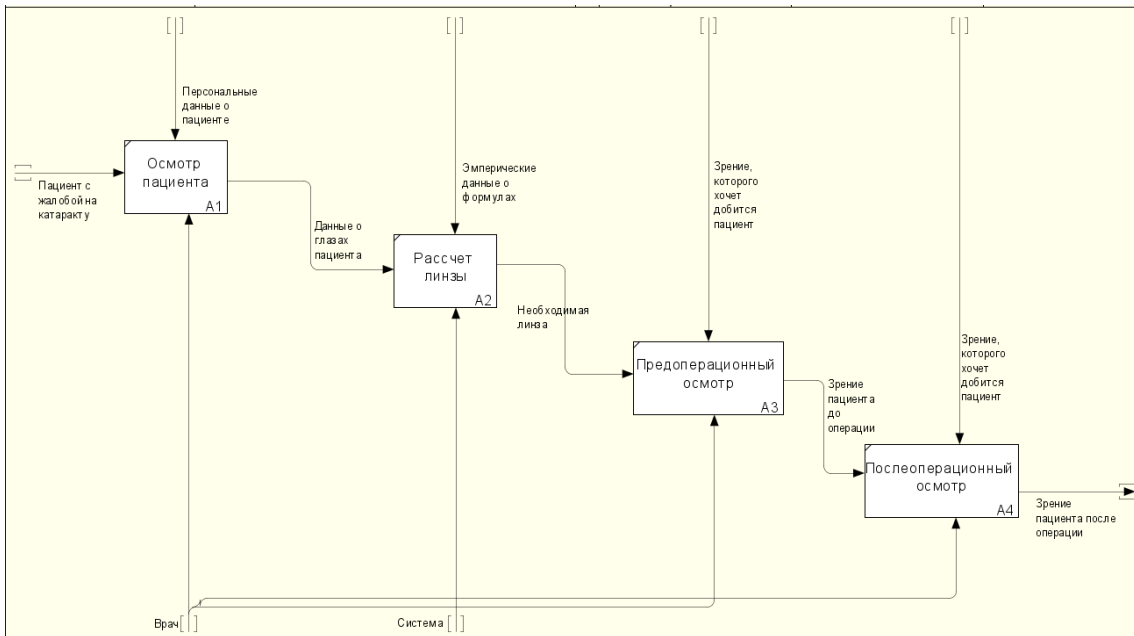 Персональные
данные о
пациенте
Осмотр
пациента
A1
Пациент с
жалобой на
катаракту
Данные о
глазах
пациента
Эмперические
данные о
формулах
Рассчет
линзы
A2
Необходимая
линза
Зрение,
которого
хочет
добится
пациент
Предоперационный
осмотр
A3
Зрение
пациента
до
операции
Зрение,
которого
хочет
добится
пациент
Послеоперационный
осмотр
A4
Зрение
пациента после
операции
Врач
Система